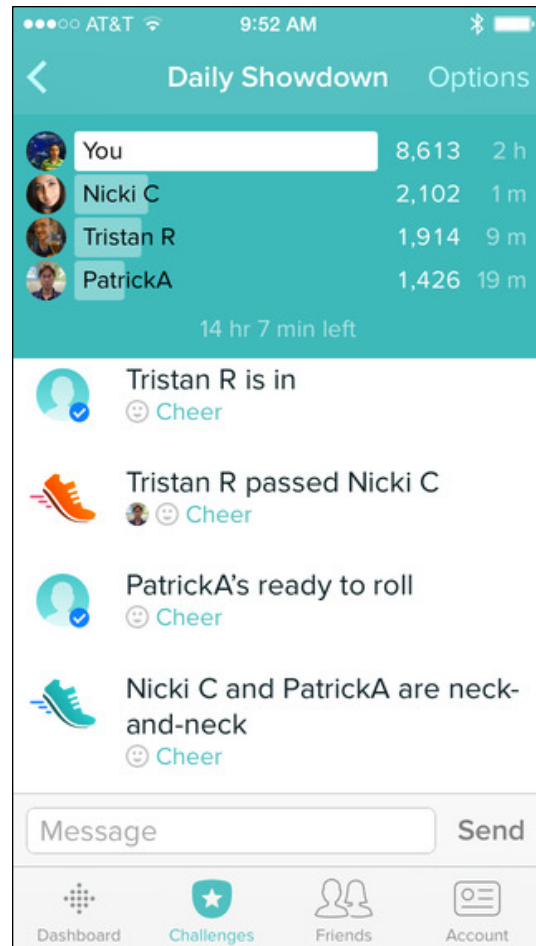 AT&T 9:52 AM
Daily Showdown Options
You 8,613 2 h
Nicki C 2,102 1 m
Tristan R 1,914 9 m
PatrickA 1,426 19 m
14 hr 7 min left
Tristan R is in
Cheer
Tristan R passed Nicki C
Cheer
PatrickA's ready to roll
Cheer
Nicki C and PatrickA are neck-
and-neck
Cheer
Message Send
Dashboard Challenges Friends Account